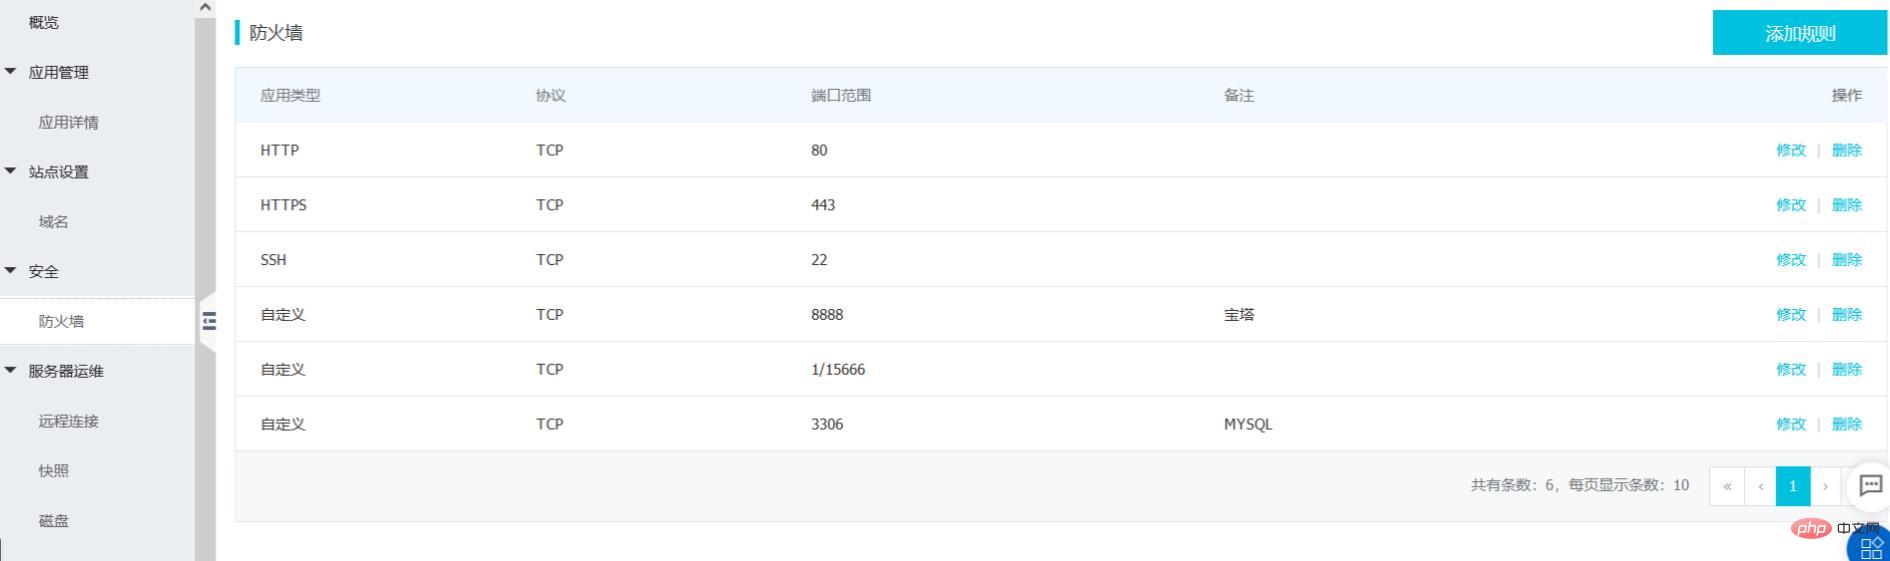 概览
应用管理
应用详情
站点设置
域名
安全
防火墙
服务器运维
远程连接
快照
磁盘
防火墙
添加规则
应用类型 协议 端口范围 备注 操作
HTTP TCP 80 修改 | 删除
HTTPS TCP 443 修改 | 删除
SSH TCP 22 修改 | 删除
自定义 TCP 8888 宝塔 修改 | 删除
自定义 TCP 1/15666 修改 | 删除
自定义 TCP 3306 MYSQL 修改 | 删除
共有条数：6，每页显示条数：10 « ‹ 1 ›
php 中文网